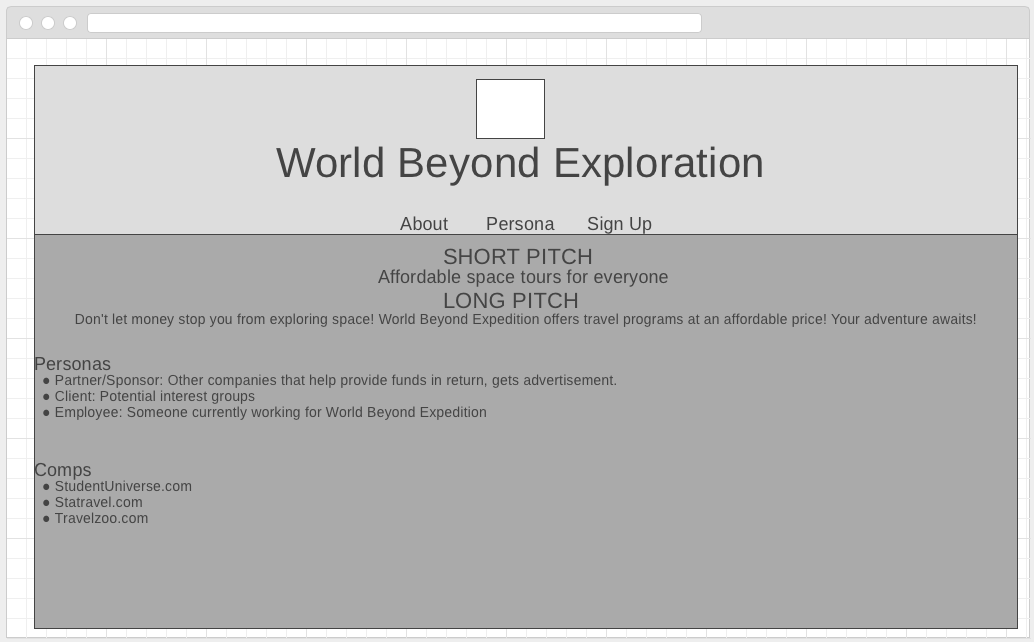 World Beyond Exploration
About Persona Sign Up
SHORT PITCH
Affordable space tours for everyone
LONG PITCH
Don't let money stop you from exploring space! World Beyond Expedition offers travel programs at an affordable price! Your adventure awaits!
Personas
● Partner/Sponsor: Other companies that help provide funds in return, gets advertisement.
● Client: Potential interest groups
● Employee: Someone currently working for World Beyond Expedition
Comps
● StudentUniverse.com
● Statravel.com
● Travelzoo.com